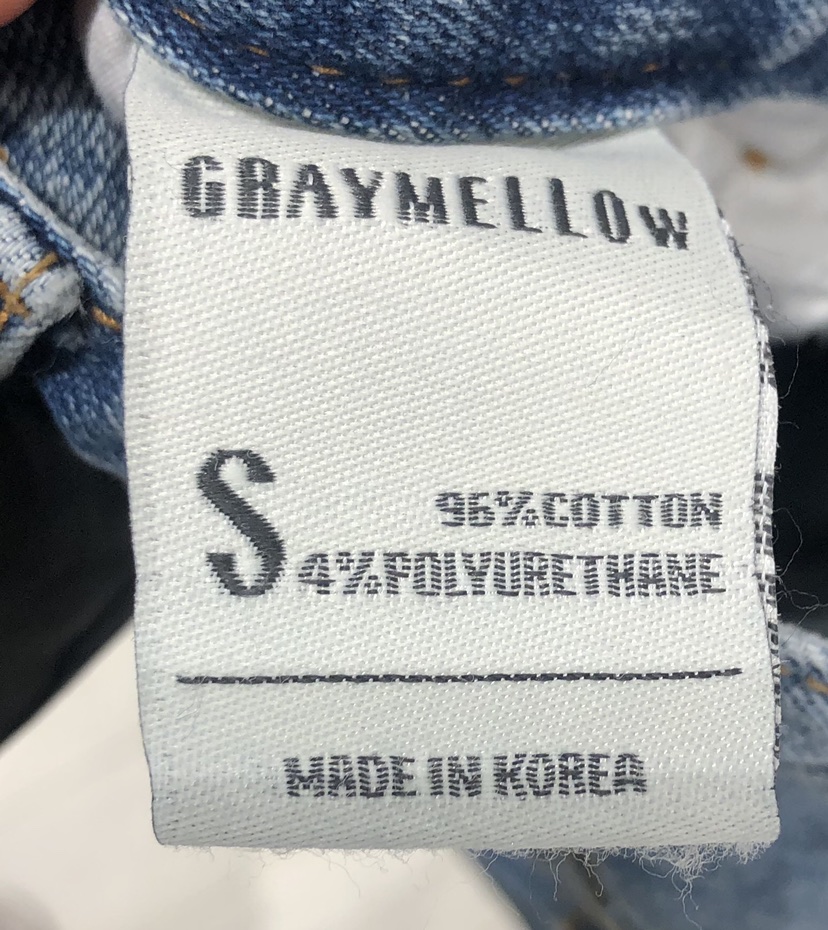 GRAYMELLOW
S
96%COTTON
4%POLYURETHANE
MADE IN KOREA